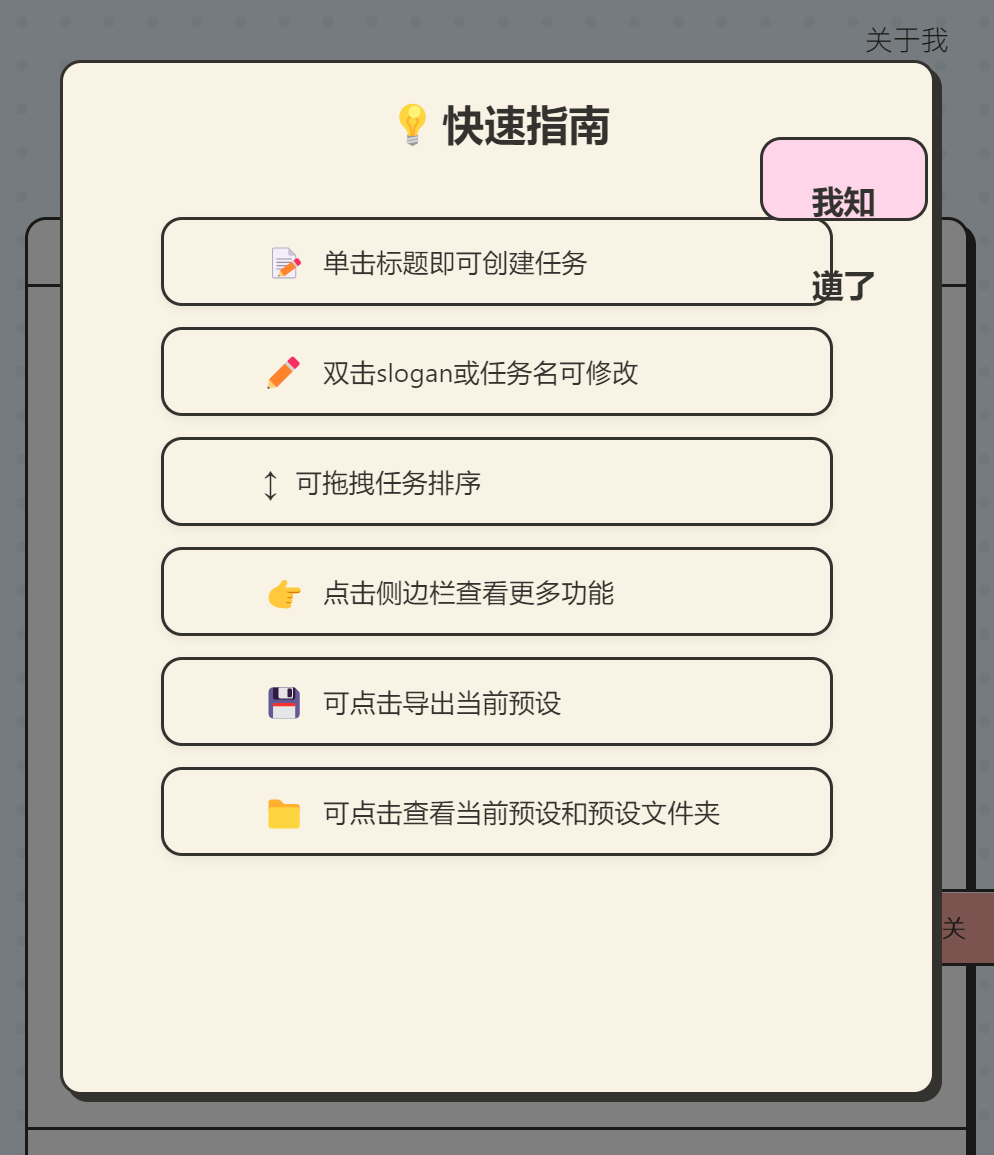 关于我
💡快速指南
我知
道了
📝 单击标题即可创建任务
✏️ 双击slogan或任务名可修改
↕ 可拖拽任务排序
👉 点击侧边栏查看更多功能
💾 可点击导出当前预设
📁 可点击查看当前预设和预设文件夹
关